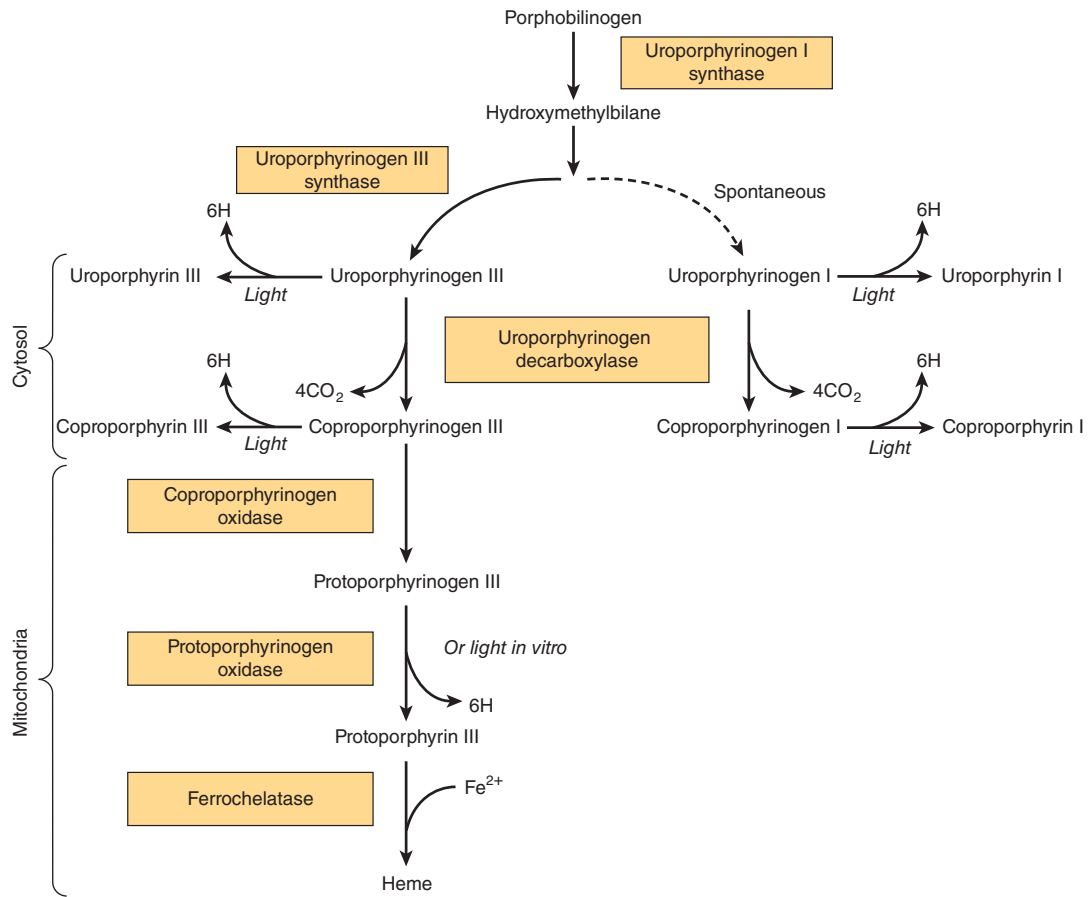 Porphobilinogen
Uroporphyrinogen I
synthase
Hydroxymethylbilane
Uroporphyrinogen III
synthase
Spontaneous
6H
6H
Uroporphyrin III
Light
Uroporphyrinogen III
Uroporphyrinogen I
Light
Uroporphyrin I
Cytosol
Uroporphyrinogen
decarboxylase
6H
4CO2
4CO2
6H
Coproporphyrin III
Light
Coproporphyrinogen III
Coproporphyrinogen I
Light
Coproporphyrin I
Mitochondria
Coproporphyrinogen
oxidase
Protoporphyrinogen III
Protoporphyrinogen
oxidase
Or light in vitro
6H
Protoporphyrin III
Ferrochelatase
Fe2+
Heme